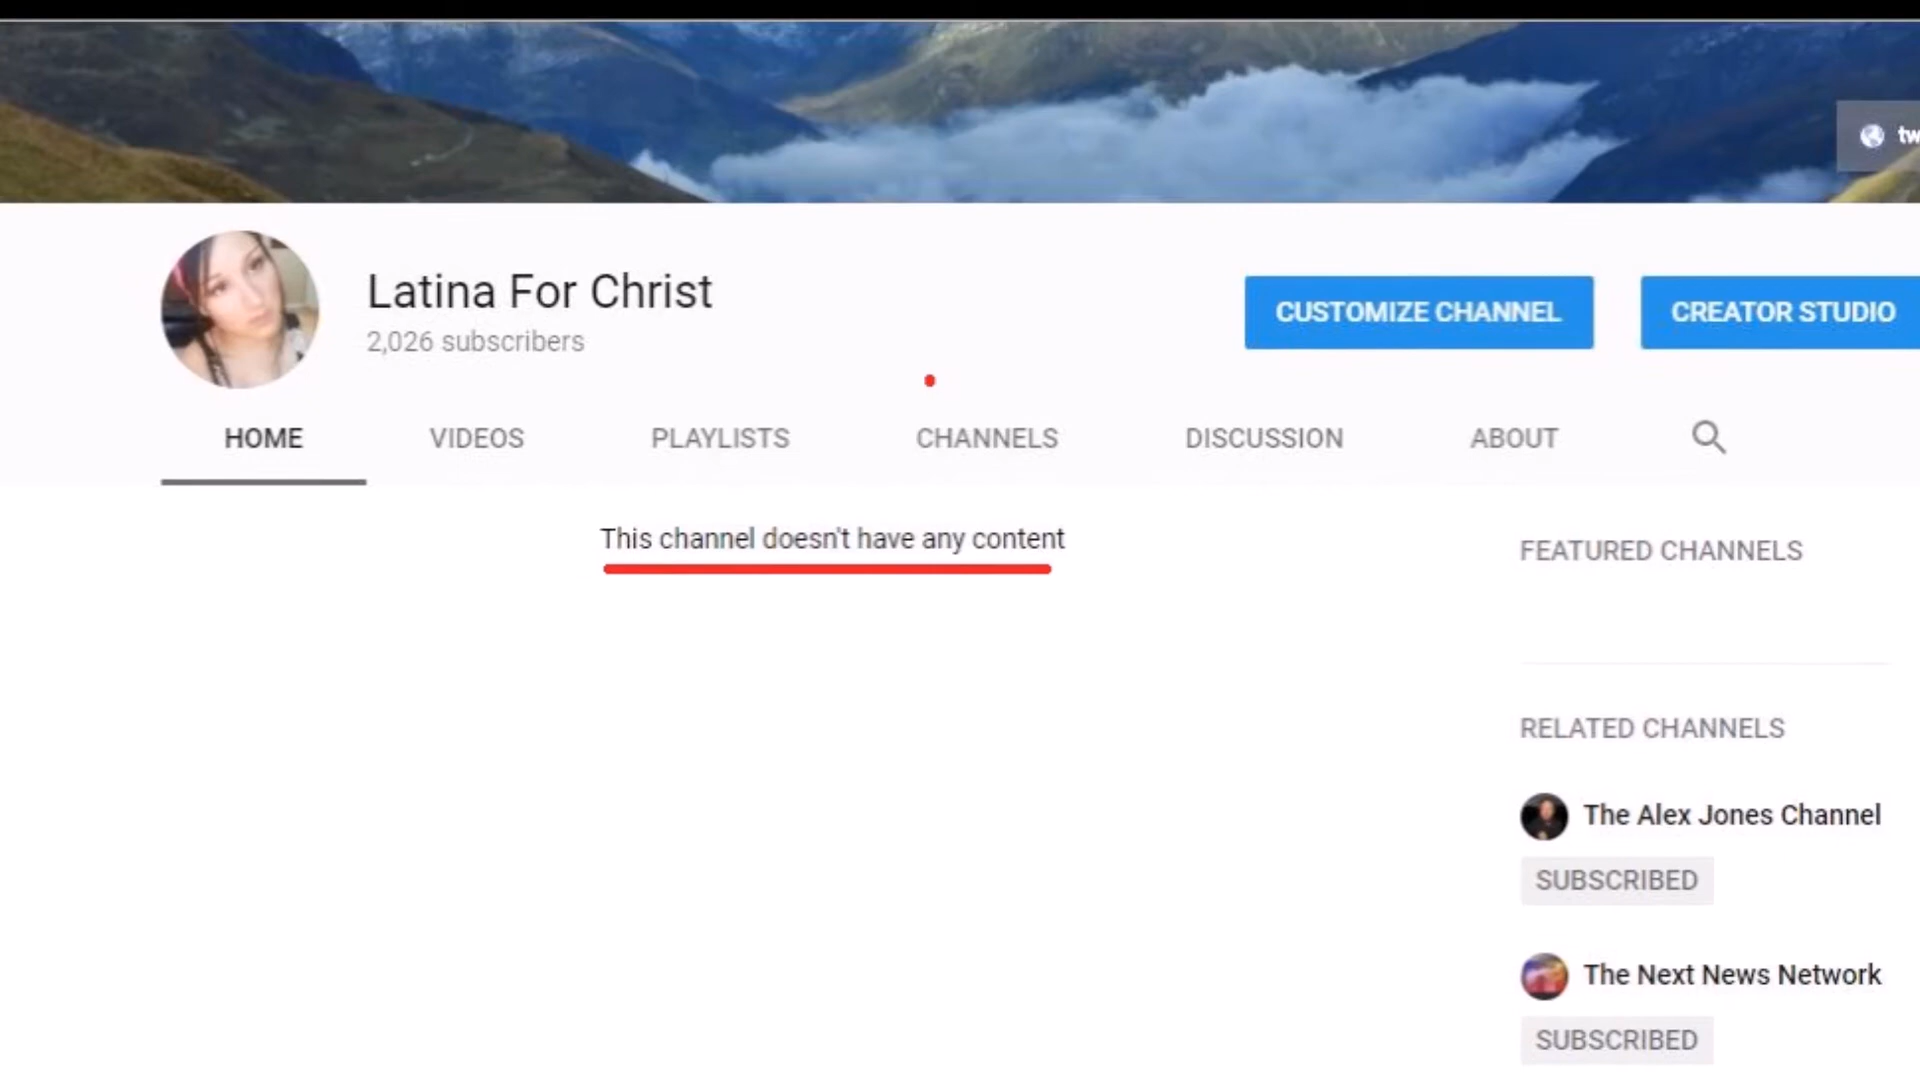 tw
Latina For Christ
2,026 subscribers
CUSTOMIZE CHANNEL
CREATOR STUDIO
HOME
VIDEOS
PLAYLISTS
CHANNELS
DISCUSSION
ABOUT
This channel doesn't have any content
FEATURED CHANNELS
RELATED CHANNELS
The Alex Jones Channel
SUBSCRIBED
The Next News Network
SUBSCRIBED